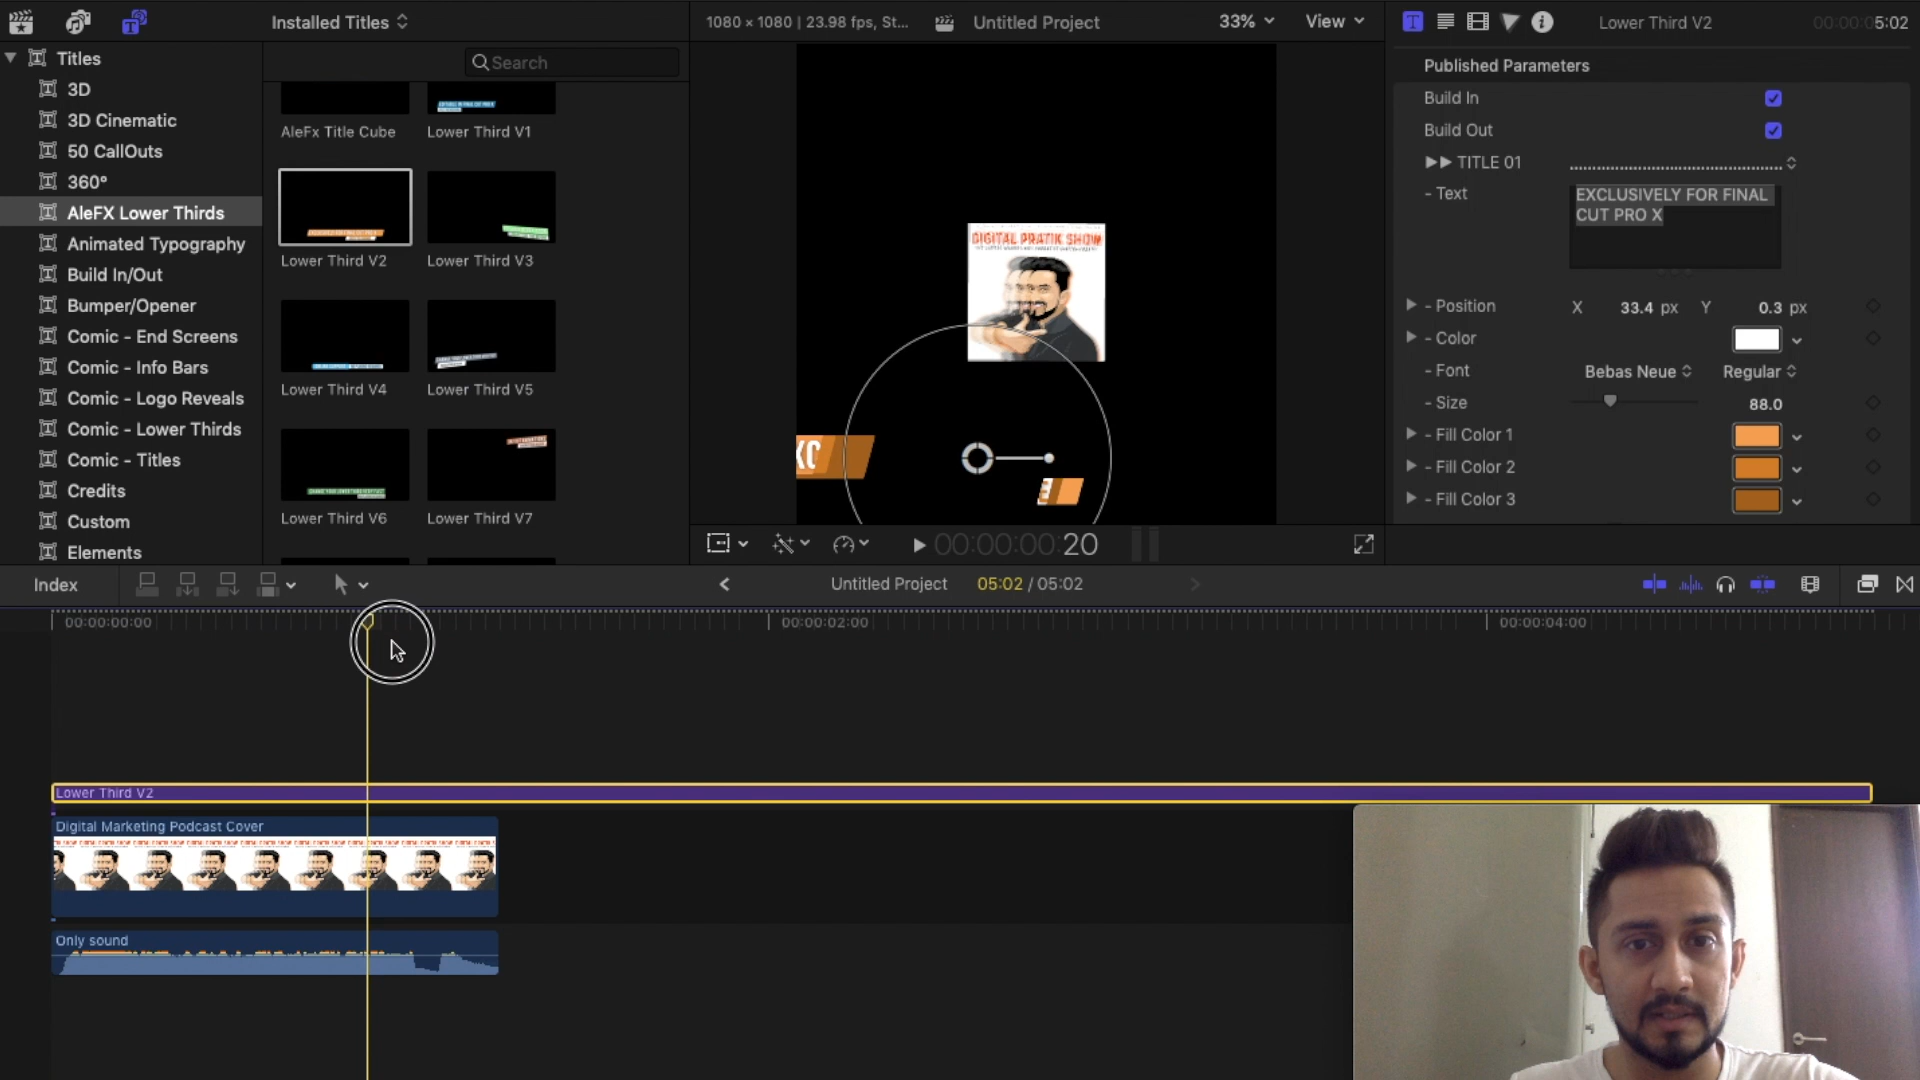 Installed Titles
1080 × 1080 | 23.98 fps, St...
Untitled Project
33%
View
Lower Third V2
00:00:05:02
Titles
3D
3D Cinematic
50 CallOuts
360°
AleFX Lower Thirds
Animated Typography
Build In/Out
Bumper/Opener
Comic - End Screens
Comic - Info Bars
Comic - Logo Reveals
Comic - Lower Thirds
Comic - Titles
Credits
Custom
Elements
Search
AleFx Title Cube
Lower Third V1
Lower Third V2
Lower Third V3
Lower Third V4
Lower Third V5
Lower Third V6
Lower Third V7
DIGITAL PRATIK SHOW
Published Parameters
Build In
Build Out
TITLE 01
- Text
EXCLUSIVELY FOR FINAL
CUT PRO X
- Position X 33.4 px Y 0.3 px
- Color
- Font Bebas Neue Regular
- Size 88.0
- Fill Color 1
- Fill Color 2
- Fill Color 3
00:00:00:20
Index
Untitled Project 05:02 / 05:02
00:00:00:00
00:00:02:00
00:00:04:00
Lower Third V2
Digital Marketing Podcast Cover
Only sound